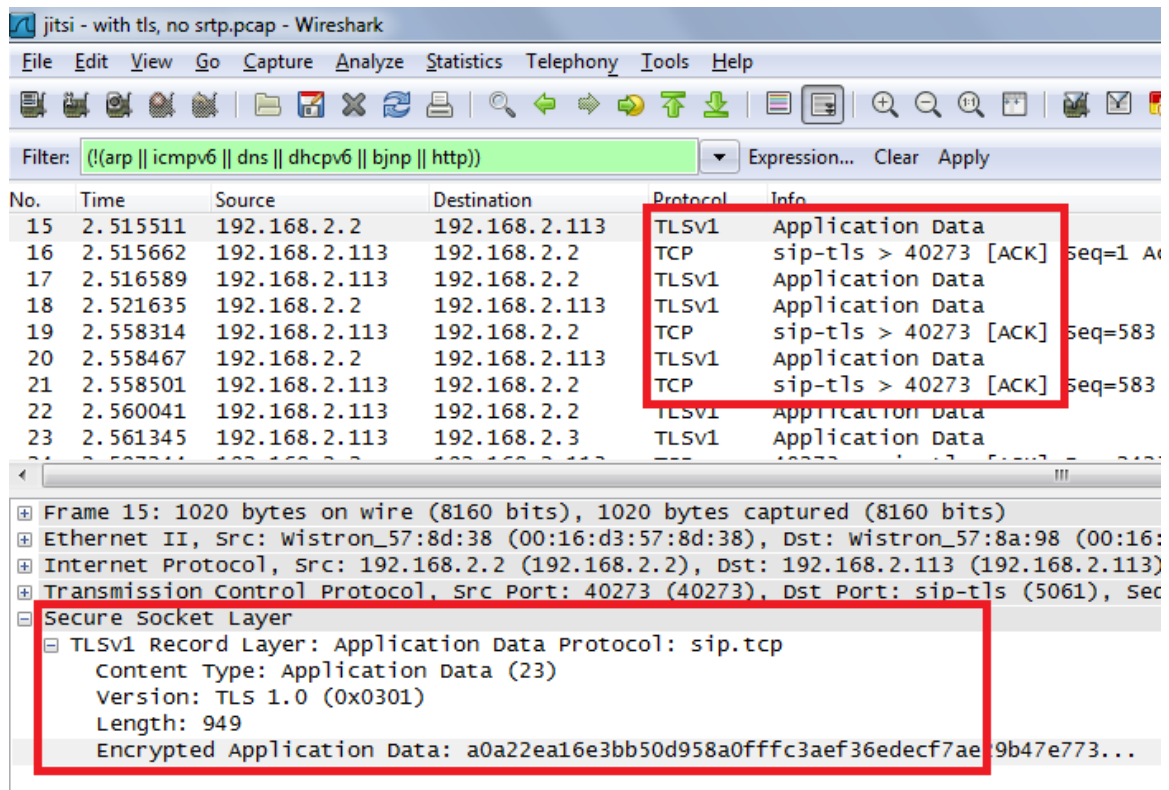 jitsi - with tls, no srtp.pcap - Wireshark
File Edit View Go Capture Analyze Statistics Telephony Tools Help
Filter: (!(arp || icmpv6 || dns || dhcpv6 || bjnp || http)) Expression... Clear Apply
No. Time Source Destination Protocol Info
15 2.515511 192.168.2.2 192.168.2.113 TLSv1 Application Data
16 2.515662 192.168.2.113 192.168.2.2 TCP sip-tls > 40273 [ACK] Seq=1
17 2.516589 192.168.2.113 192.168.2.2 TLSv1 Application Data
18 2.521635 192.168.2.2 192.168.2.113 TLSv1 Application Data
19 2.558314 192.168.2.113 192.168.2.2 TCP sip-tls > 40273 [ACK] Seq=583
20 2.558467 192.168.2.2 192.168.2.113 TLSv1 Application Data
21 2.558501 192.168.2.113 192.168.2.2 TCP sip-tls > 40273 [ACK] Seq=583
22 2.560041 192.168.2.113 192.168.2.2 TLSv1 Application Data
23 2.561345 192.168.2.113 192.168.2.3 TLSv1 Application Data
Frame 15: 1020 bytes on wire (8160 bits), 1020 bytes captured (8160 bits)
Ethernet II, Src: Wistron_57:8d:38 (00:16:d3:57:8d:38), Dst: Wistron_57:8a:98 (00:16:
Internet Protocol, Src: 192.168.2.2 (192.168.2.2), Dst: 192.168.2.113 (192.168.2.113)
Transmission Control Protocol, Src Port: 40273 (40273), Dst Port: sip-tls (5061), Seq
Secure Socket Layer
TLSv1 Record Layer: Application Data Protocol: sip.tcp
Content Type: Application Data (23)
Version: TLS 1.0 (0x0301)
Length: 949
Encrypted Application Data: